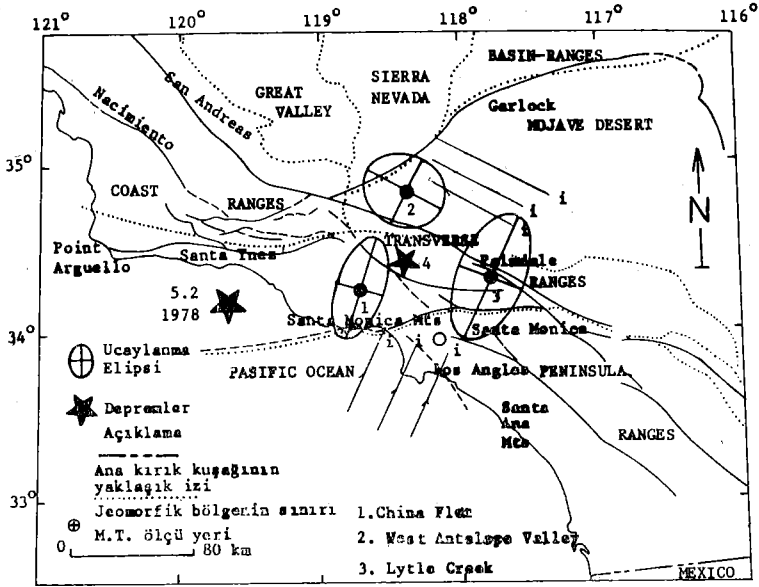 121° 120° 119° 118° 117° 116°
BASIN-RANGES
SIERRA
NEVADA
GREAT
VALLEY
San Andreas
Nacimiento
Garlock
MOJAVE DESERT
35°
COAST
RANGES
2
i
i
i
N
TRANSVERSE
4
Palmdale
RANGES
Point
Arguello
Santa Ynez
5.2
1978
1
3
Santa Monica Mts
Santa Monica
34°
i i i
Ucaylanma
Elipsi
PASIFIC OCEAN
Los Anglos PENINSULA
Depremler
Açıklama
Santa
Ana
Mts
RANGES
Ana kırık kuşağının
yaklaşık izi
33°
Jeomorfik bölgenin sınırı
M.T. ölçü yeri
0 80 km
1.China Flat
2. West Antelope Valley
3. Lytle Creek
MEXICO